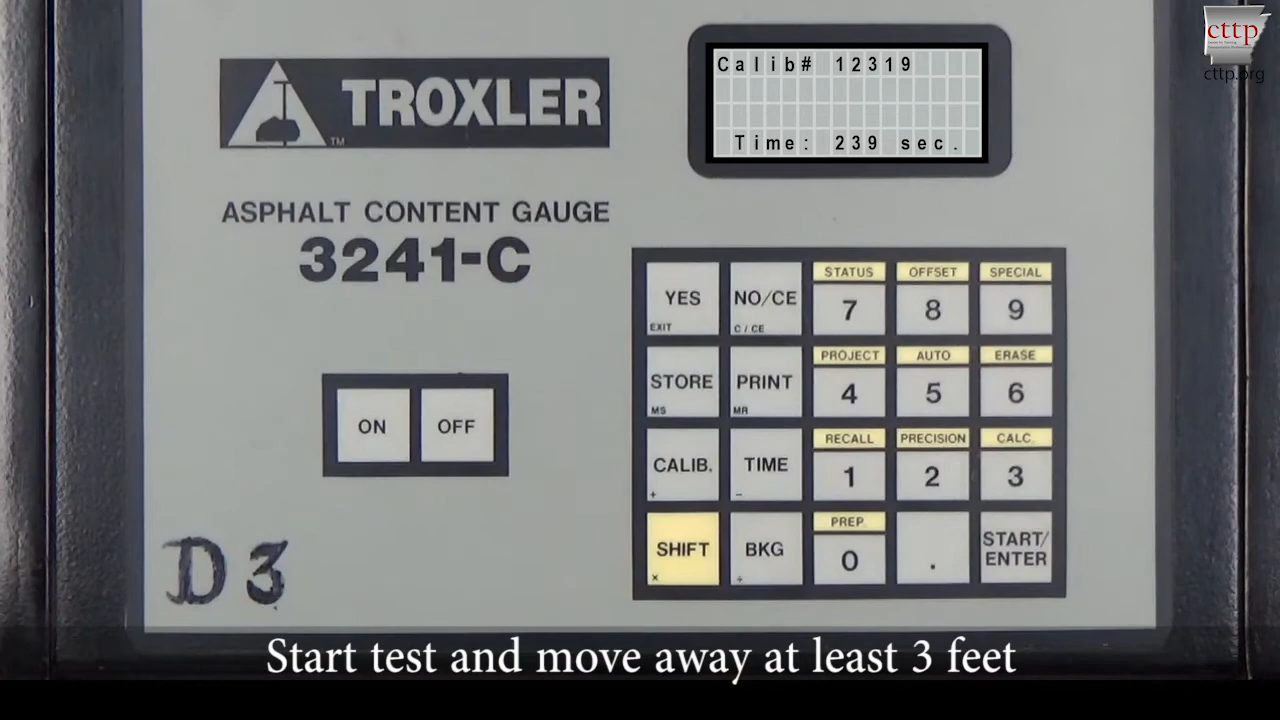 cttp
cttp.org
TROXLER
TM
Calib# 12319
Time: 239 sec.
ASPHALT CONTENT GAUGE
3241-C
ON
OFF
YES
EXIT
NO/CE
C / CE
STATUS
7
OFFSET
8
SPECIAL
9
STORE
MS
PRINT
MR
PROJECT
4
AUTO
5
ERASE
6
CALIB.
+
TIME
–
RECALL
1
PRECISION
2
CALC.
3
SHIFT
×
BKG
÷
PREP.
0
.
START/
ENTER
D3
Start test and move away at least 3 feet